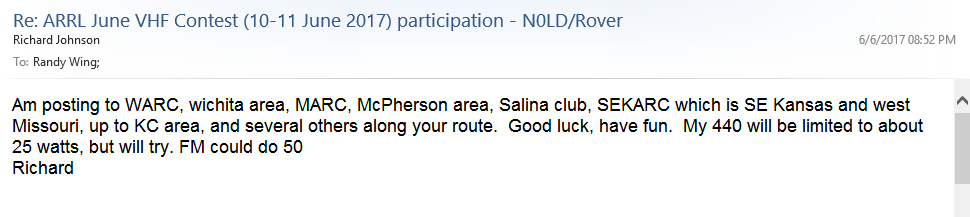 Re: ARRL June VHF Contest (10-11 June 2017) participation - N0LD/Rover
Richard Johnson
6/6/2017 08:52 PM
To: Randy Wing;
Am posting to WARC, wichita area, MARC, McPherson area, Salina club, SEKARC which is SE Kansas and west
Missouri, up to KC area, and several others along your route.  Good luck, have fun.  My 440 will be limited to about
25 watts, but will try. FM could do 50
Richard